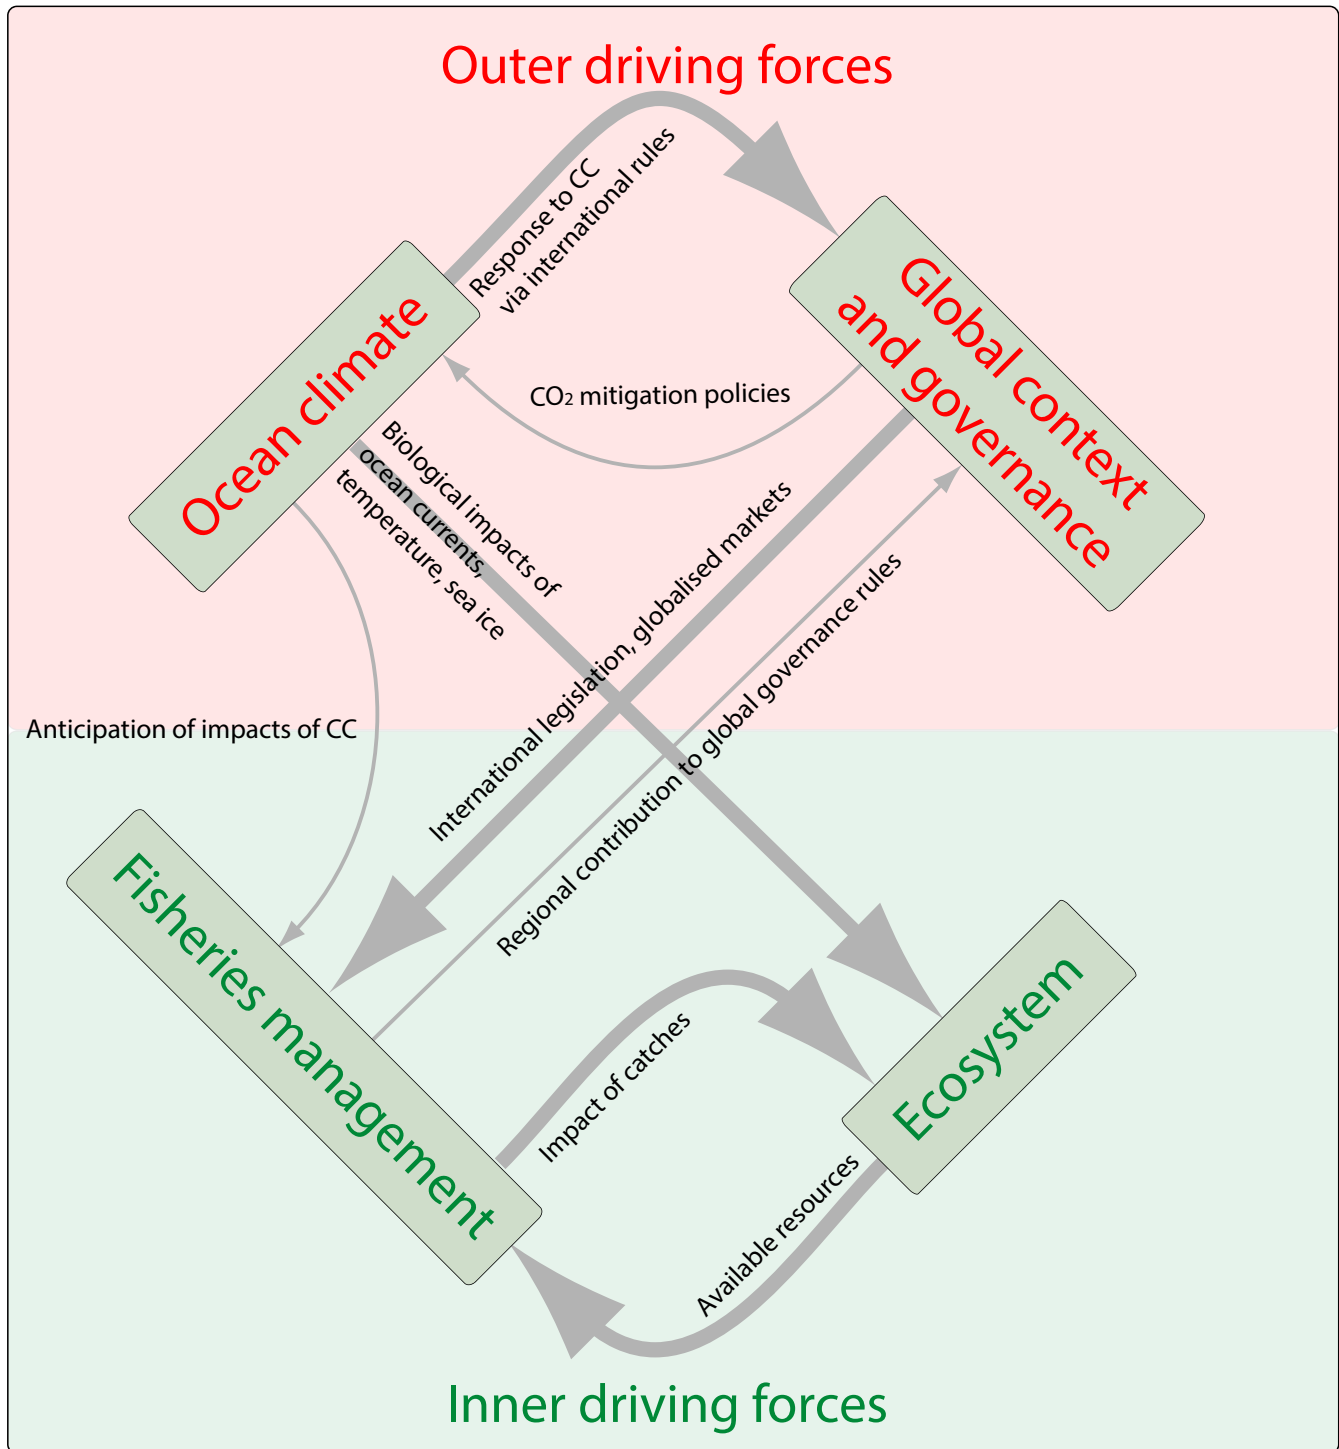 Outer driving forces
Response to CC
via international rules
Global context
and governance
Ocean climate
CO2 mitigation policies
Biological impacts of
ocean currents,
temperature, sea ice
International legislation, globalised markets
Regional contribution to global governance rules
Anticipation of impacts of CC
Fisheries management
Impact of catches
Ecosystem
Available resources
Inner driving forces